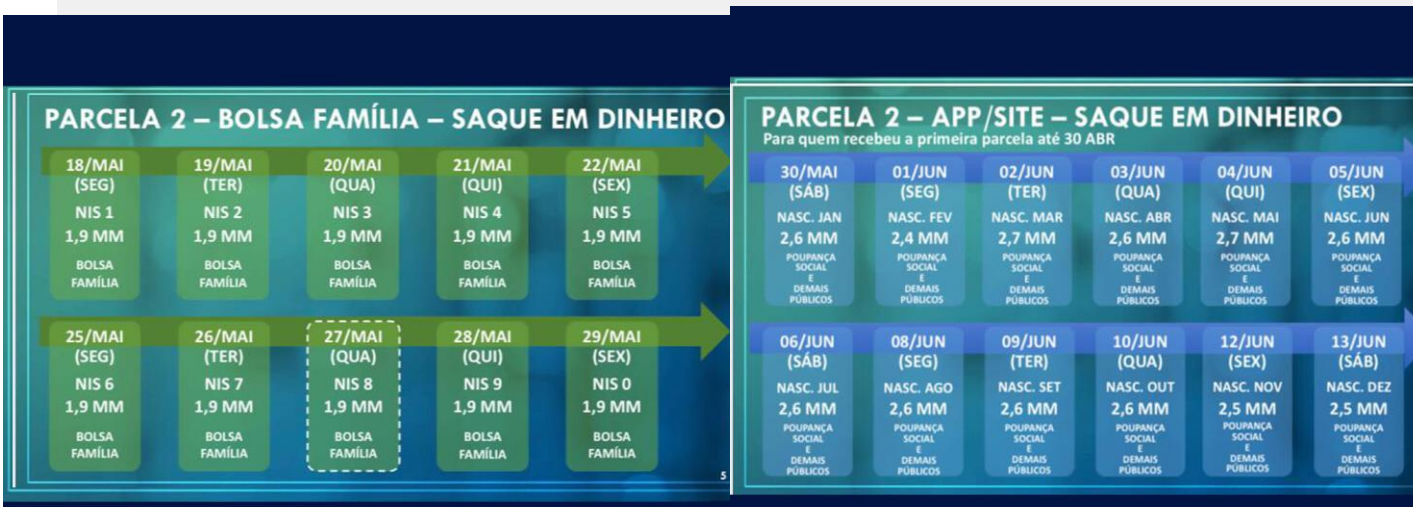 PARCELA 2 – BOLSA FAMÍLIA – SAQUE EM DINHEIRO
18/MAI
(SEG)
NIS 1
1,9 MM
BOLSA
FAMÍLIA
19/MAI
(TER)
NIS 2
1,9 MM
BOLSA
FAMÍLIA
20/MAI
(QUA)
NIS 3
1,9 MM
BOLSA
FAMÍLIA
21/MAI
(QUI)
NIS 4
1,9 MM
BOLSA
FAMÍLIA
22/MAI
(SEX)
NIS 5
1,9 MM
BOLSA
FAMÍLIA
25/MAI
(SEG)
NIS 6
1,9 MM
BOLSA
FAMÍLIA
26/MAI
(TER)
NIS 7
1,9 MM
BOLSA
FAMÍLIA
27/MAI
(QUA)
NIS 8
1,9 MM
BOLSA
FAMÍLIA
28/MAI
(QUI)
NIS 9
1,9 MM
BOLSA
FAMÍLIA
29/MAI
(SEX)
NIS 0
1,9 MM
BOLSA
FAMÍLIA
5
PARCELA 2 – APP/SITE – SAQUE EM DINHEIRO
Para quem recebeu a primeira parcela até 30 ABR
30/MAI
(SÁB)
NASC. JAN
2,6 MM
POUPANÇA
SOCIAL
E
DEMAIS
PÚBLICOS
01/JUN
(SEG)
NASC. FEV
2,4 MM
POUPANÇA
SOCIAL
E
DEMAIS
PÚBLICOS
02/JUN
(TER)
NASC. MAR
2,7 MM
POUPANÇA
SOCIAL
E
DEMAIS
PÚBLICOS
03/JUN
(QUA)
NASC. ABR
2,6 MM
POUPANÇA
SOCIAL
E
DEMAIS
PÚBLICOS
04/JUN
(QUI)
NASC. MAI
2,7 MM
POUPANÇA
SOCIAL
E
DEMAIS
PÚBLICOS
05/JUN
(SEX)
NASC. JUN
2,6 MM
POUPANÇA
SOCIAL
E
DEMAIS
PÚBLICOS
06/JUN
(SÁB)
NASC. JUL
2,6 MM
POUPANÇA
SOCIAL
E
DEMAIS
PÚBLICOS
08/JUN
(SEG)
NASC. AGO
2,6 MM
POUPANÇA
SOCIAL
E
DEMAIS
PÚBLICOS
09/JUN
(TER)
NASC. SET
2,6 MM
POUPANÇA
SOCIAL
E
DEMAIS
PÚBLICOS
10/JUN
(QUA)
NASC. OUT
2,6 MM
POUPANÇA
SOCIAL
E
DEMAIS
PÚBLICOS
12/JUN
(SEX)
NASC. NOV
2,5 MM
POUPANÇA
SOCIAL
E
DEMAIS
PÚBLICOS
13/JUN
(SÁB)
NASC. DEZ
2,5 MM
POUPANÇA
SOCIAL
E
DEMAIS
PÚBLICOS